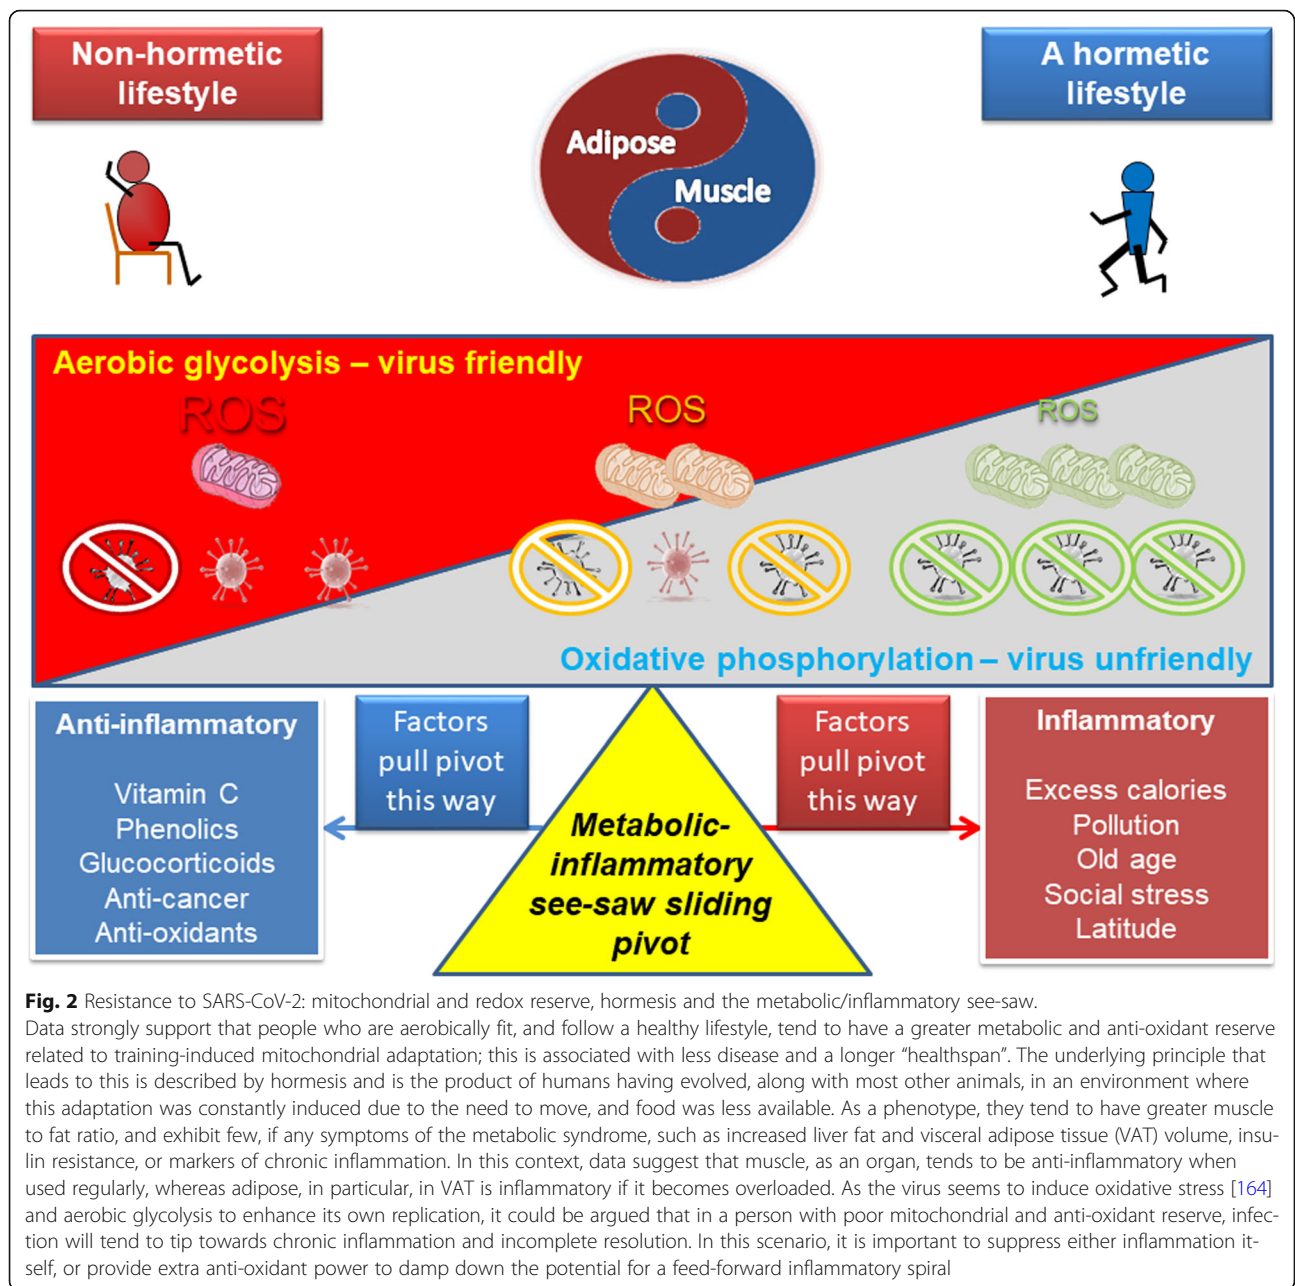 Non-hormetic
lifestyle
A hormetic
lifestyle
Adipose
Muscle
Aerobic glycolysis – virus friendly
ROS
ROS
ROS
Oxidative phosphorylation – virus unfriendly
Anti-inflammatory
Vitamin C
Phenolics
Glucocorticoids
Anti-cancer
Anti-oxidants
Factors
pull pivot
this way
Metabolic-
inflammatory
see-saw sliding
pivot
Factors
pull pivot
this way
Inflammatory
Excess calories
Pollution
Old age
Social stress
Latitude
Fig. 2 Resistance to SARS-CoV-2: mitochondrial and redox reserve, hormesis and the metabolic/inflammatory see-saw.
Data strongly support that people who are aerobically fit, and follow a healthy lifestyle, tend to have a greater metabolic and anti-oxidant reserve
related to training-induced mitochondrial adaptation; this is associated with less disease and a longer “healthspan”. The underlying principle that
leads to this is described by hormesis and is the product of humans having evolved, along with most other animals, in an environment where
this adaptation was constantly induced due to the need to move, and food was less available. As a phenotype, they tend to have greater muscle
to fat ratio, and exhibit few, if any symptoms of the metabolic syndrome, such as increased liver fat and visceral adipose tissue (VAT) volume, insu-
lin resistance, or markers of chronic inflammation. In this context, data suggest that muscle, as an organ, tends to be anti-inflammatory when
used regularly, whereas adipose, in particular, in VAT is inflammatory if it becomes overloaded. As the virus seems to induce oxidative stress [164]
and aerobic glycolysis to enhance its own replication, it could be argued that in a person with poor mitochondrial and anti-oxidant reserve, infec-
tion will tend to tip towards chronic inflammation and incomplete resolution. In this scenario, it is important to suppress either inflammation it-
self, or provide extra anti-oxidant power to damp down the potential for a feed-forward inflammatory spiral